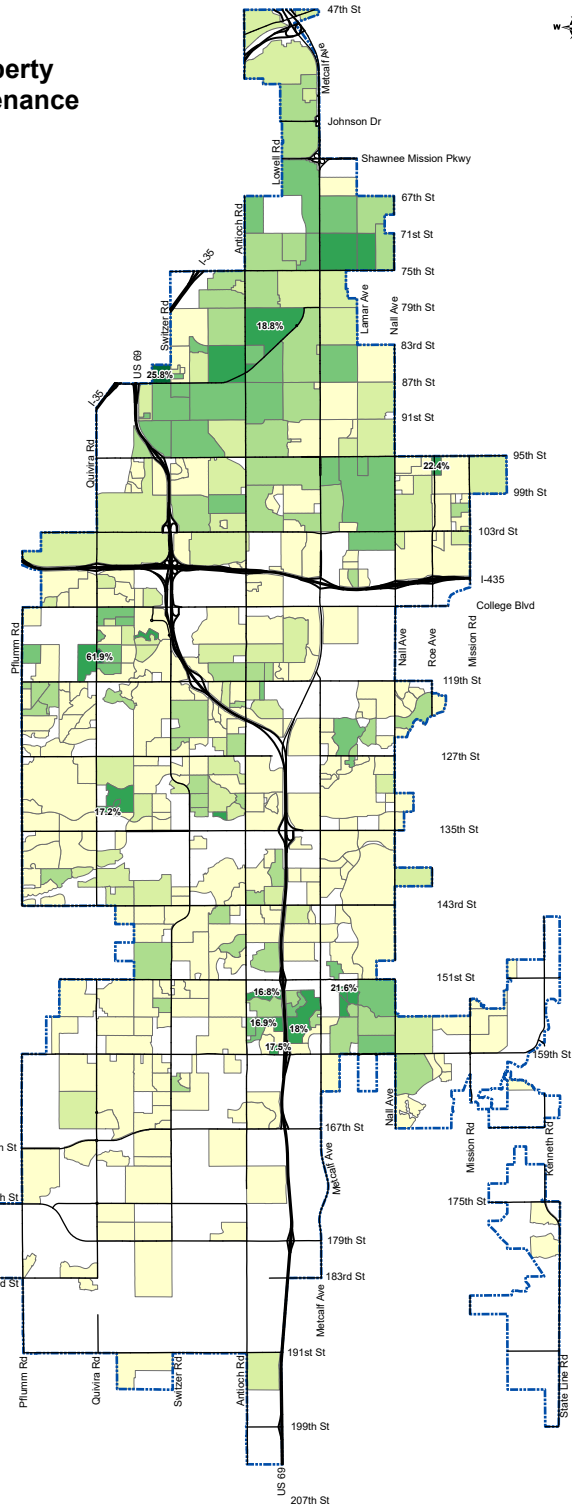 perty
enance
W
47th St
Metcalf Ave
Johnson Dr
Lowell Rd
Shawnee Mission Pkwy
67th St
Antioch Rd
71st St
I-35
75th St
Switzer Rd
Lamar Ave
Nall Ave
79th St
18.8%
83rd St
US 69
25.8%
87th St
I-35
91st St
Quivira Rd
95th St
22.4%
99th St
103rd St
I-435
College Blvd
Pflumm Rd
Nall Ave
Roe Ave
Mission Rd
61.9%
119th St
127th St
17.2%
135th St
143rd St
151st St
16.8%
21.6%
16.9%
18%
17.5%
159th St
Nall Ave
167th St
Mission Rd
Kenneth Rd
h St
Metcalf Ave
175th St
h St
179th St
183rd St
d St
Metcalf Ave
191st St
Pflumm Rd
Quivira Rd
Switzer Rd
Antioch Rd
State Line Rd
199th St
US 69
207th St